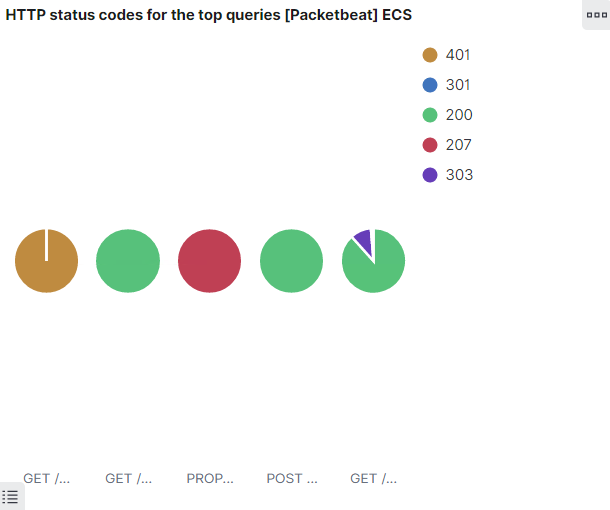 HTTP status codes for the top queries [Packetbeat] ECS
401
301
200
207
303
GET /... GET /... PROP... POST ... GET /...